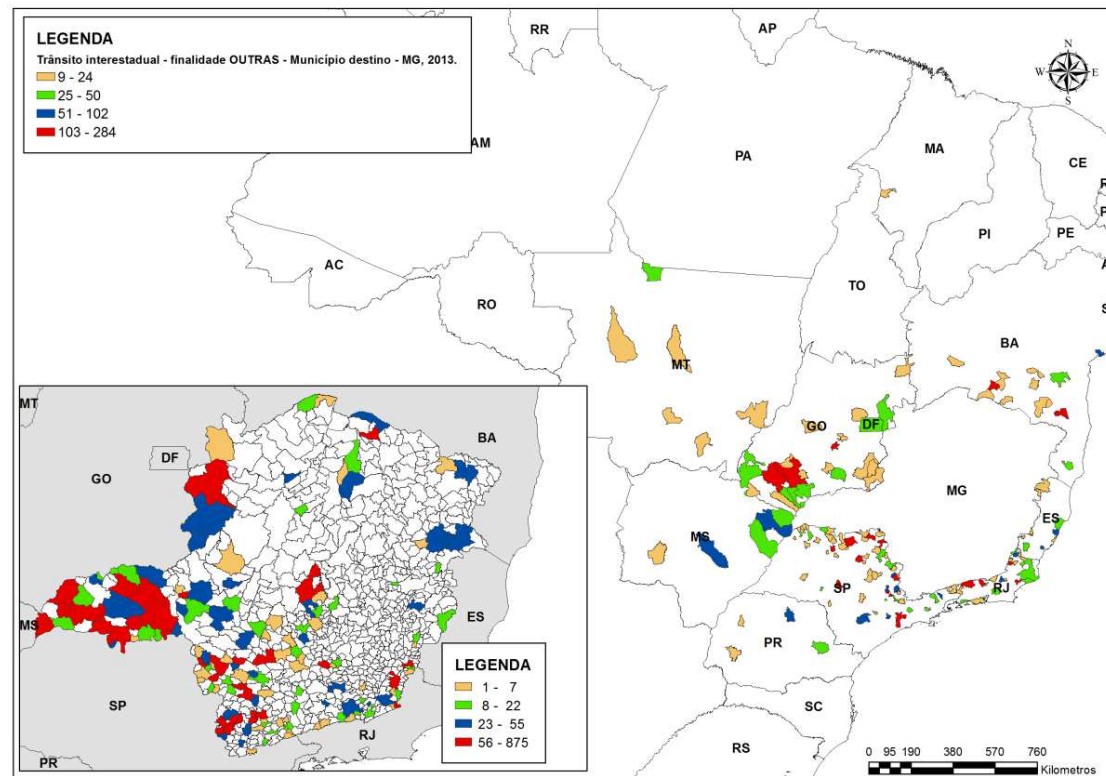 LEGENDA
Trânsito interestadual - finalidade OUTRAS - Município destino - MG, 2013.
9 - 24
25 - 50
51 - 102
103 - 284
RR
AP
N
W E
S
AM
PA
MA
CE
R
P
PI
PE
AC
TO
A
RO
S
BA
MT
GO
DF
MG
MS
ES
SP
RJ
PR
SC
RS
0 95 190 380 570 760
Kilometros
MT
BA
DF
GO
MS
ES
SP
RJ
PR
LEGENDA
1 - 7
8 - 22
23 - 55
56 - 875